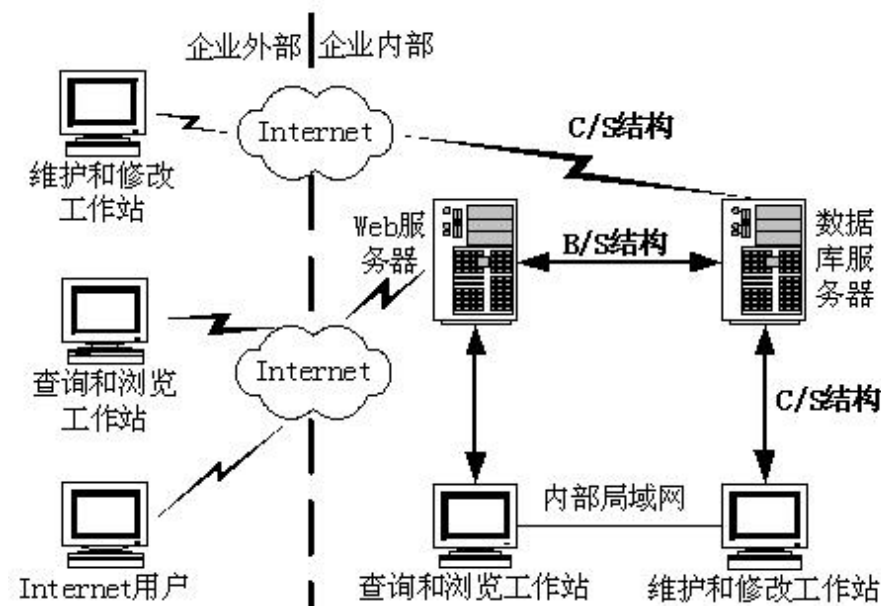 企业外部
企业内部
Internet
C/S结构
维护和修改
工作站
Web服
务器
B/S结构
数据
库服
务器
Internet
查询和浏览
工作站
C/S结构
内部局域网
Internet用户
查询和浏览工作站
维护和修改工作站